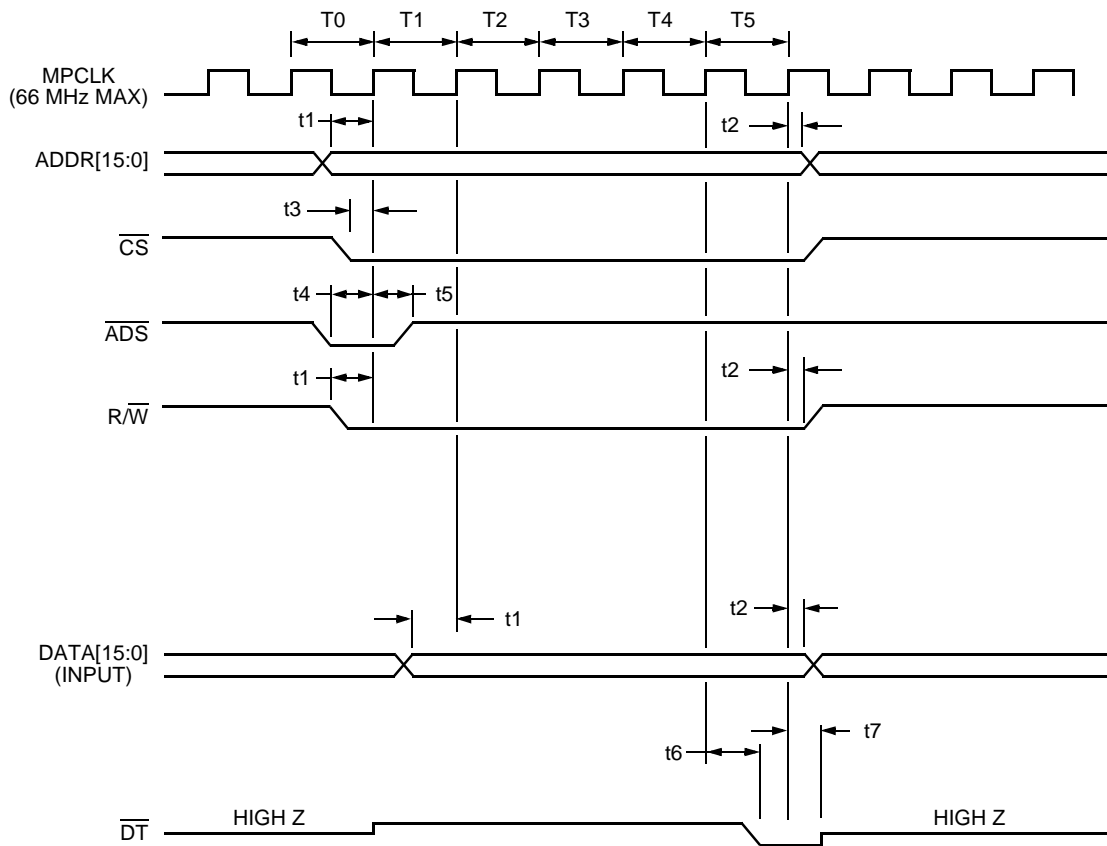 T0 T1 T2 T3 T4 T5
MPCLK
(66 MHz MAX)
t1 t2
ADDR[15:0]
t3
CS
t4 t5
ADS
t1 t2
R/W
t2
t1
DATA[15:0]
(INPUT)
t7
t6
HIGH Z HIGH Z
DT